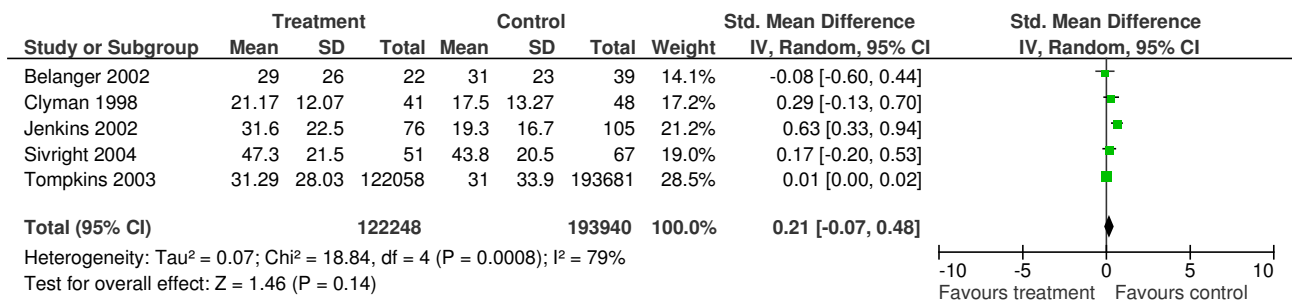 Treatment Control Std. Mean Difference Std. Mean Difference
Study or Subgroup Mean SD Total Mean SD Total Weight IV, Random, 95% CI IV, Random, 95% CI
Belanger 2002 29 26 22 31 23 39 14.1% -0.08 [-0.60, 0.44]
Clyman 1998 21.17 12.07 41 17.5 13.27 48 17.2% 0.29 [-0.13, 0.70]
Jenkins 2002 31.6 22.5 76 19.3 16.7 105 21.2% 0.63 [0.33, 0.94]
Sivright 2004 47.3 21.5 51 43.8 20.5 67 19.0% 0.17 [-0.20, 0.53]
Tompkins 2003 31.29 28.03 122058 31 33.9 193681 28.5% 0.01 [0.00, 0.02]
Total (95% CI) 122248 193940 100.0% 0.21 [-0.07, 0.48]
Heterogeneity: Tau² = 0.07; Chi² = 18.84, df = 4 (P = 0.0008); I² = 79%
Test for overall effect: Z = 1.46 (P = 0.14)
-10 -5 0 5 10
Favours treatment Favours control